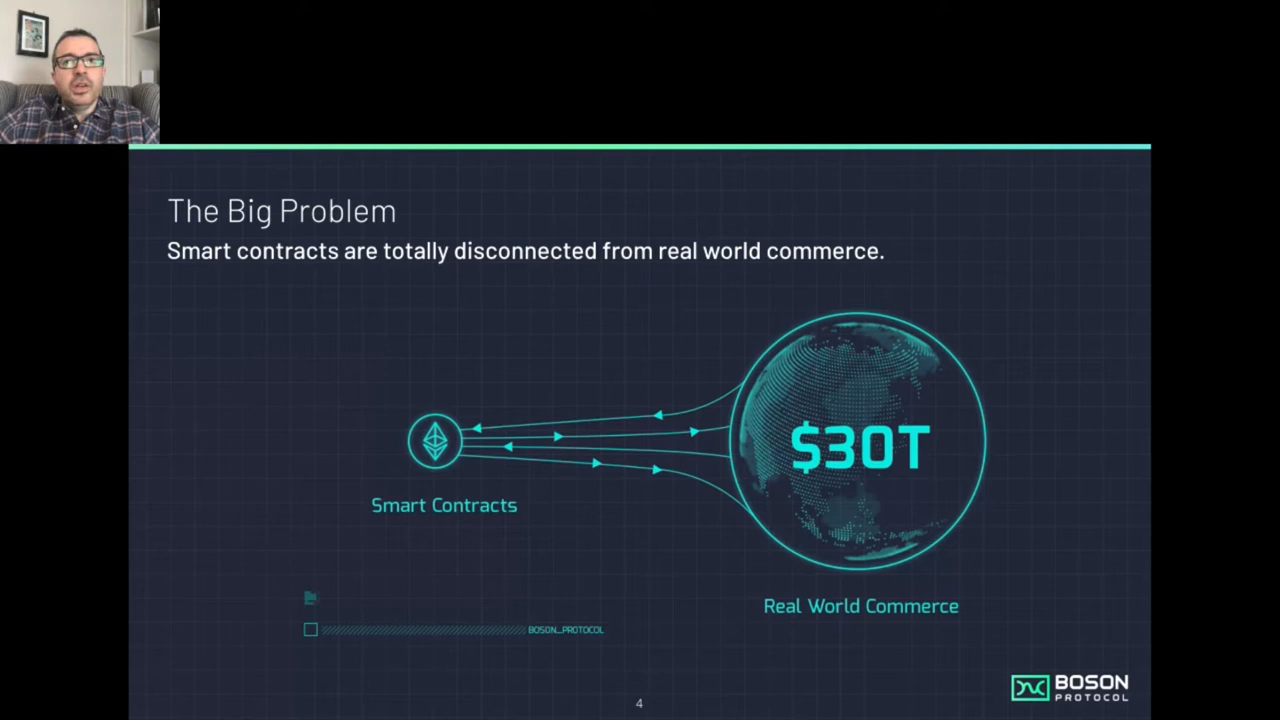 The Big Problem
Smart contracts are totally disconnected from real world commerce.
$30T
Smart Contracts
Real World Commerce
BOSON_PROTOCOL
BOSON
PROTOCOL
4